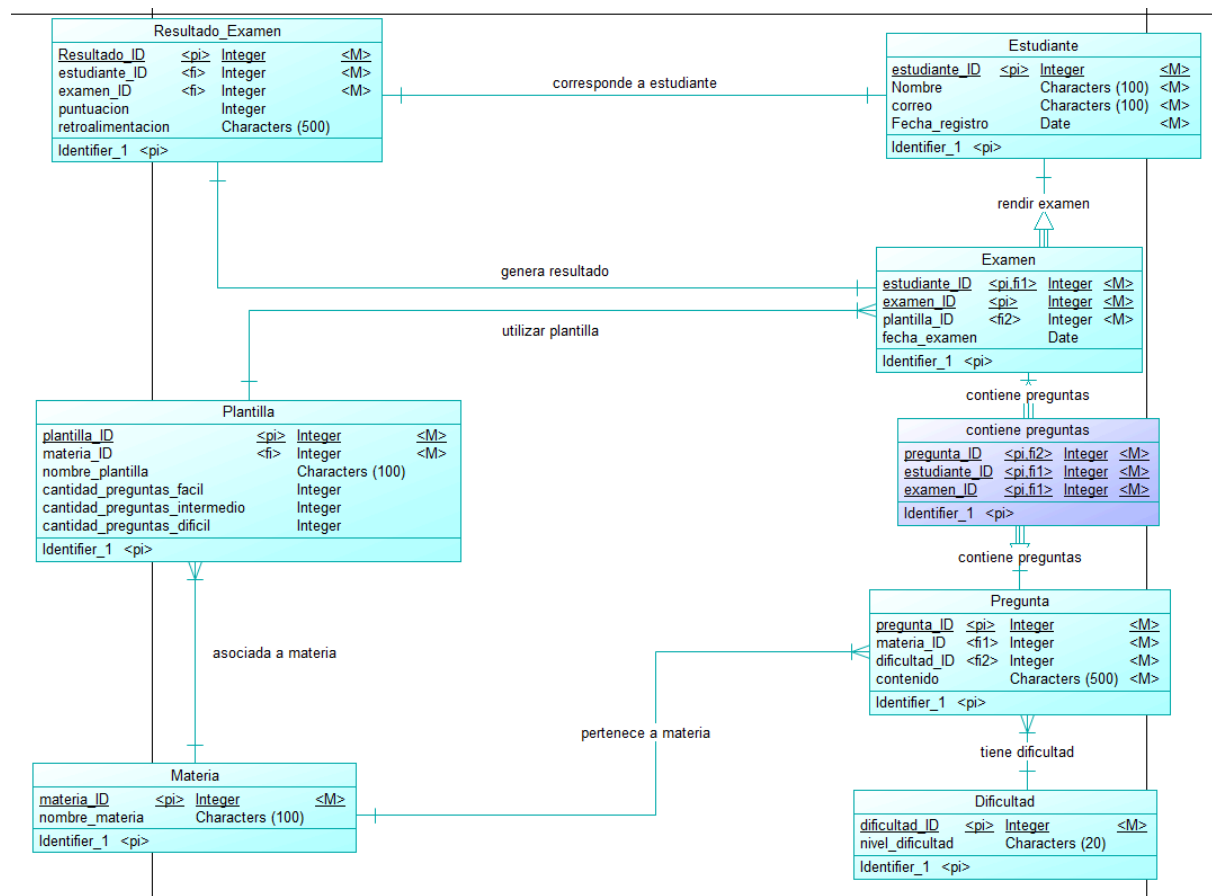 Resultado_Examen
Resultado_ID <pi> Integer <M>
estudiante_ID <fi> Integer <M>
examen_ID <fi> Integer <M>
puntuacion Integer
retroalimentacion Characters (500)
Identifier_1 <pi>
corresponde a estudiante
Estudiante
estudiante_ID <pi> Integer <M>
Nombre Characters (100) <M>
correo Characters (100) <M>
Fecha_registro Date <M>
Identifier_1 <pi>
rendir examen
genera resultado
Examen
estudiante_ID <pi,fi1> Integer <M>
examen_ID <pi> Integer <M>
plantilla_ID <fi2> Integer <M>
fecha_examen Date
Identifier_1 <pi>
utilizar plantilla
contiene preguntas
Plantilla
plantilla_ID <pi> Integer <M>
materia_ID <fi> Integer <M>
nombre_plantilla Characters (100)
cantidad_preguntas_facil Integer
cantidad_preguntas_intermedio Integer
cantidad_preguntas_dificil Integer
Identifier_1 <pi>
contiene preguntas
pregunta_ID <pi,fi2> Integer <M>
estudiante_ID <pi,fi1> Integer <M>
examen_ID <pi,fi1> Integer <M>
Identifier_1 <pi>
contiene preguntas
Pregunta
pregunta_ID <pi> Integer <M>
materia_ID <fi1> Integer <M>
dificultad_ID <fi2> Integer <M>
contenido Characters (500) <M>
Identifier_1 <pi>
asociada a materia
pertenece a materia
tiene dificultad
Materia
materia_ID <pi> Integer <M>
nombre_materia Characters (100)
Identifier_1 <pi>
Dificultad
dificultad_ID <pi> Integer <M>
nivel_dificultad Characters (20)
Identifier_1 <pi>